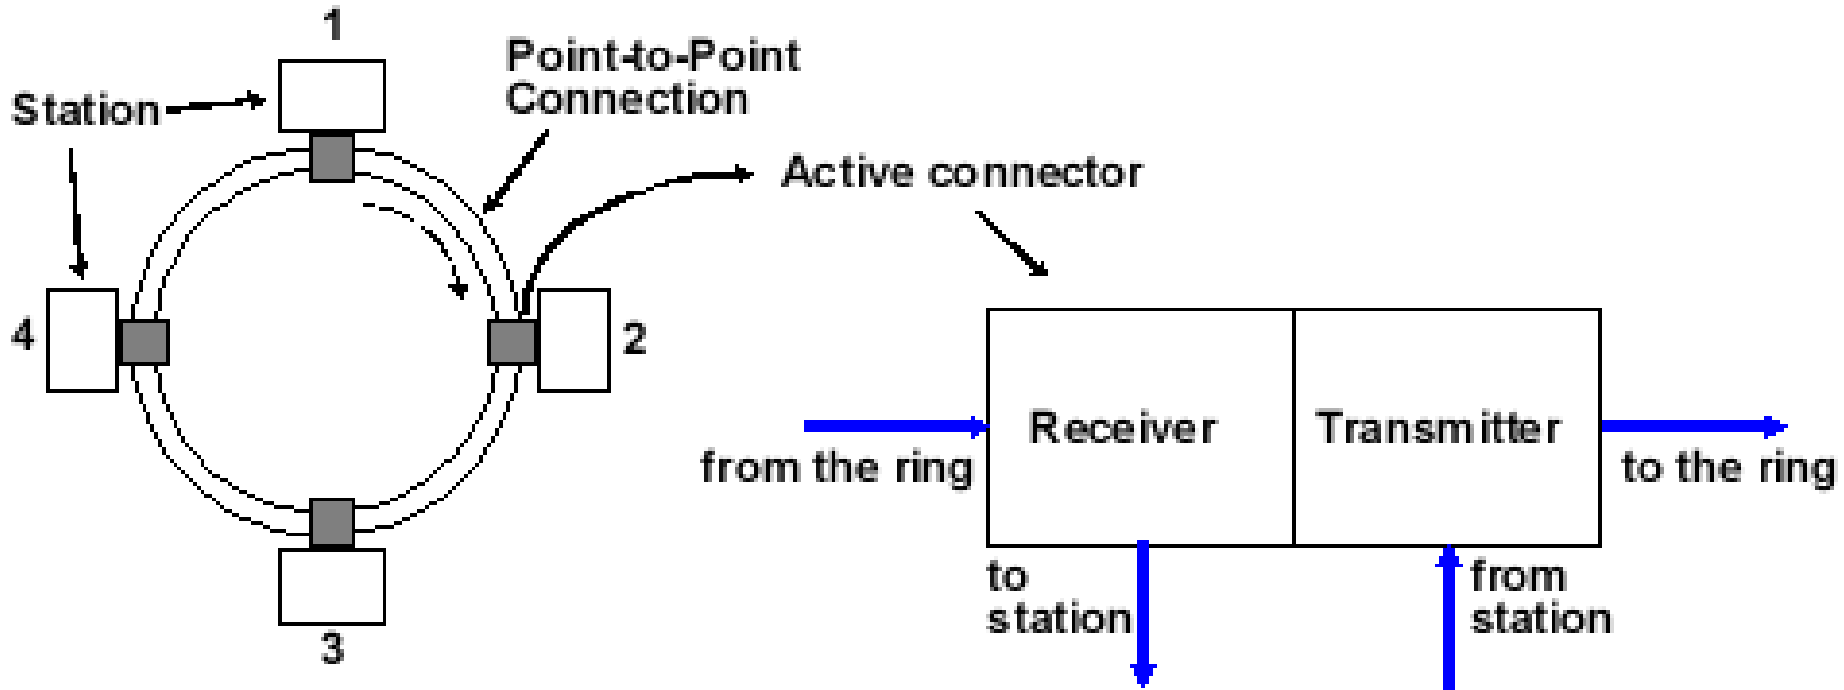 1
Station
Point-to-Point
Connection
Active connector
4
2
3
Receiver
Transmitter
from the ring
to the ring
to
station
from
station